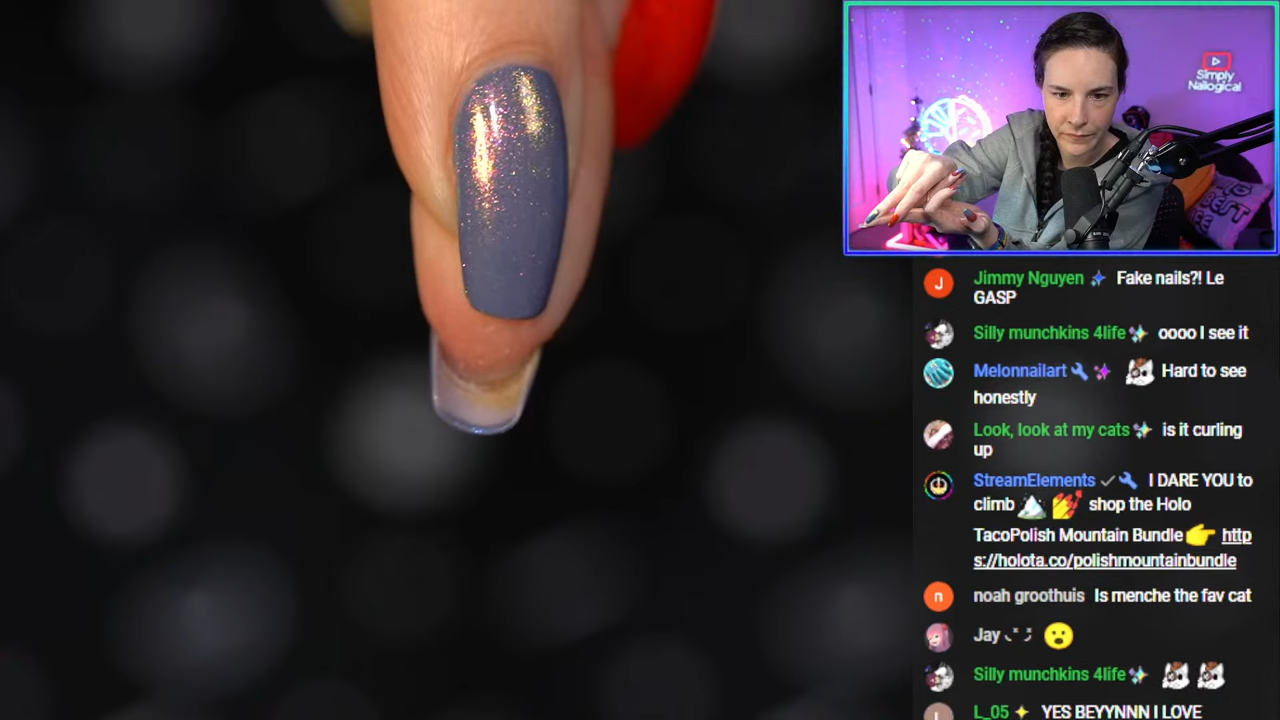 Simply
Nailogical
Jimmy Nguyen Fake nails?! Le
GASP
Silly munchkins 4life oooo I see it
Melonnailart Hard to see
honestly
Look, look at my cats is it curling
up
StreamElements I DARE YOU to
climb shop the Holo
TacoPolish Mountain Bundle http
s://holota.co/polishmountainbundle
noah groothuis Is menche the fav cat
Jay
Silly munchkins 4life
L_05 YES BEYYNNN I LOVE